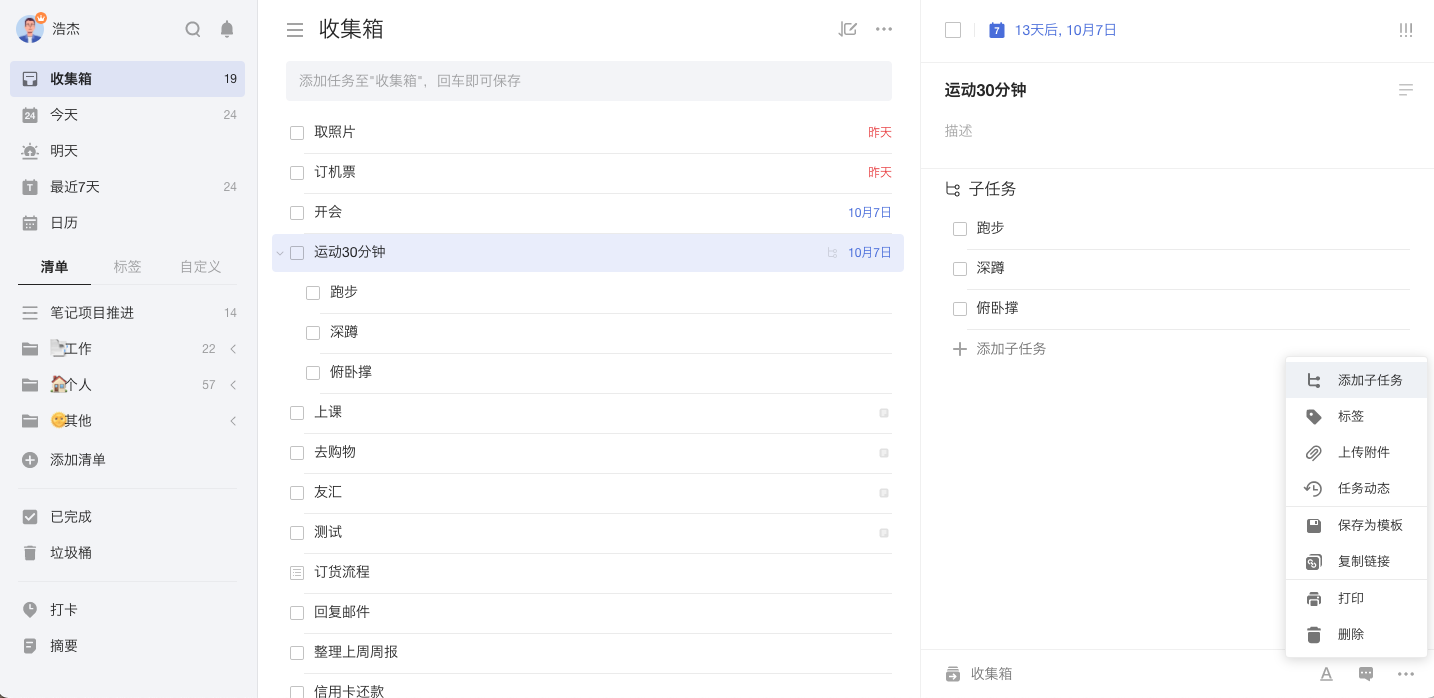 浩杰
收集箱 19
24 今天 24
明天
T 最近7天 24
日历
清单 标签 自定义
笔记项目推进 14
工作 22
个人 57
其他
添加清单
已完成
垃圾桶
打卡
摘要
收集箱
添加任务至"收集箱"，回车即可保存
取照片 昨天
订机票 昨天
开会 10月7日
运动30分钟 10月7日
跑步
深蹲
俯卧撑
上课
去购物
友汇
测试
订货流程
回复邮件
整理上周周报
信用卡还款
7 13天后, 10月7日 !!!
运动30分钟
描述
子任务
跑步
深蹲
俯卧撑
添加子任务
添加子任务
标签
上传附件
任务动态
保存为模板
复制链接
打印
删除
收集箱 A